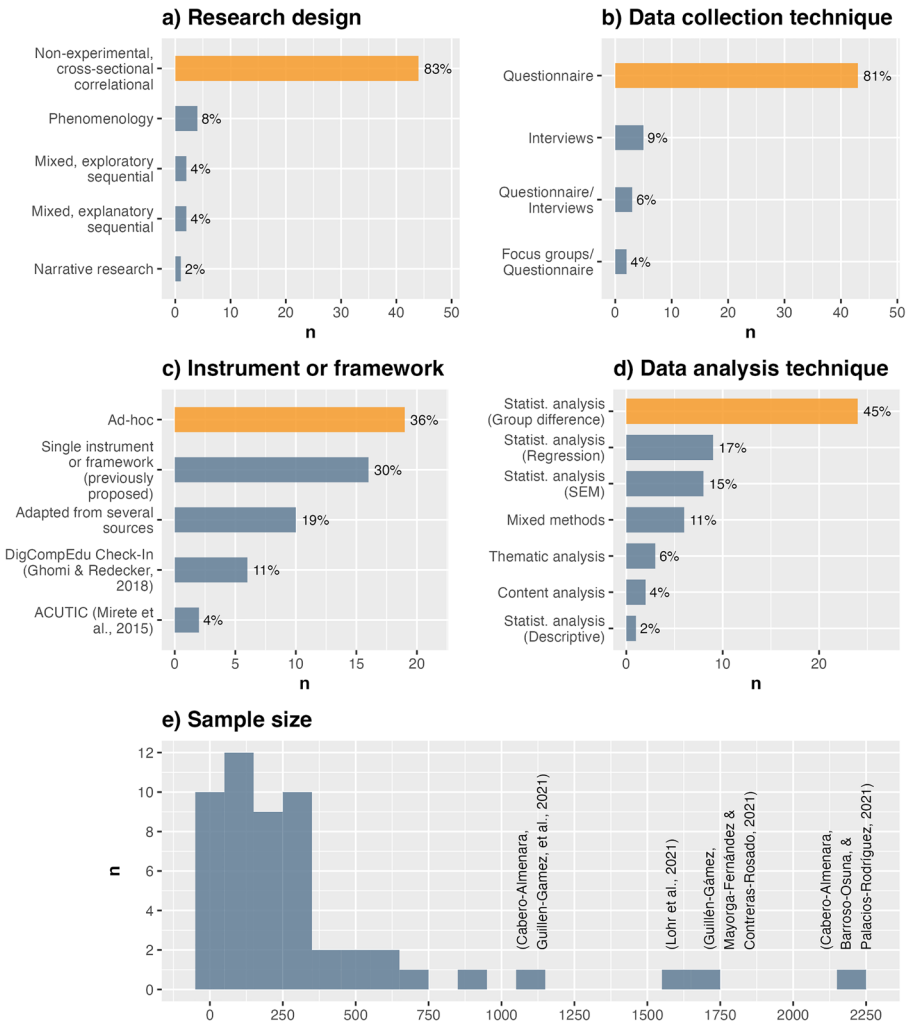 a) Research design
Non-experimental,
cross-sectional
correlational
83%
Phenomenology
8%
Mixed, exploratory
sequential
4%
Mixed, explanatory
sequential
4%
Narrative research
2%
0 10 20 30 40 50
n
b) Data collection technique
Questionnaire
81%
Interviews
9%
Questionnaire/
Interviews
6%
Focus groups/
Questionnaire
4%
0 10 20 30 40 50
n
c) Instrument or framework
Ad-hoc
36%
Single instrument
or framework
(previously
proposed)
30%
Adapted from several
sources
19%
DigCompEdu Check-In
(Ghomi & Redecker,
2018)
11%
ACUTIC (Mirete et
al., 2015)
4%
0 5 10 15 20
n
d) Data analysis technique
Statist. analysis
(Group difference)
45%
Statist. analysis
(Regression)
17%
Statist. analysis
(SEM)
15%
Mixed methods
11%
Thematic analysis
6%
Content analysis
4%
Statist. analysis
(Descriptive)
2%
0 20
n
e) Sample size
12
10
8
6
4
2
0
n
(Cabero-Almenara,
Guillen-Gamez, et al., 2021)
(Lohr et al., 2021)
(Guillén-Gámez,
Mayorga-Fernández &
Contreras-Rosado, 2021)
(Cabero-Almenara,
Barroso-Osuna, &
Palacios-Rodríguez, 2021)
0 250 500 750 1000 1250 1500 1750 2000 2250